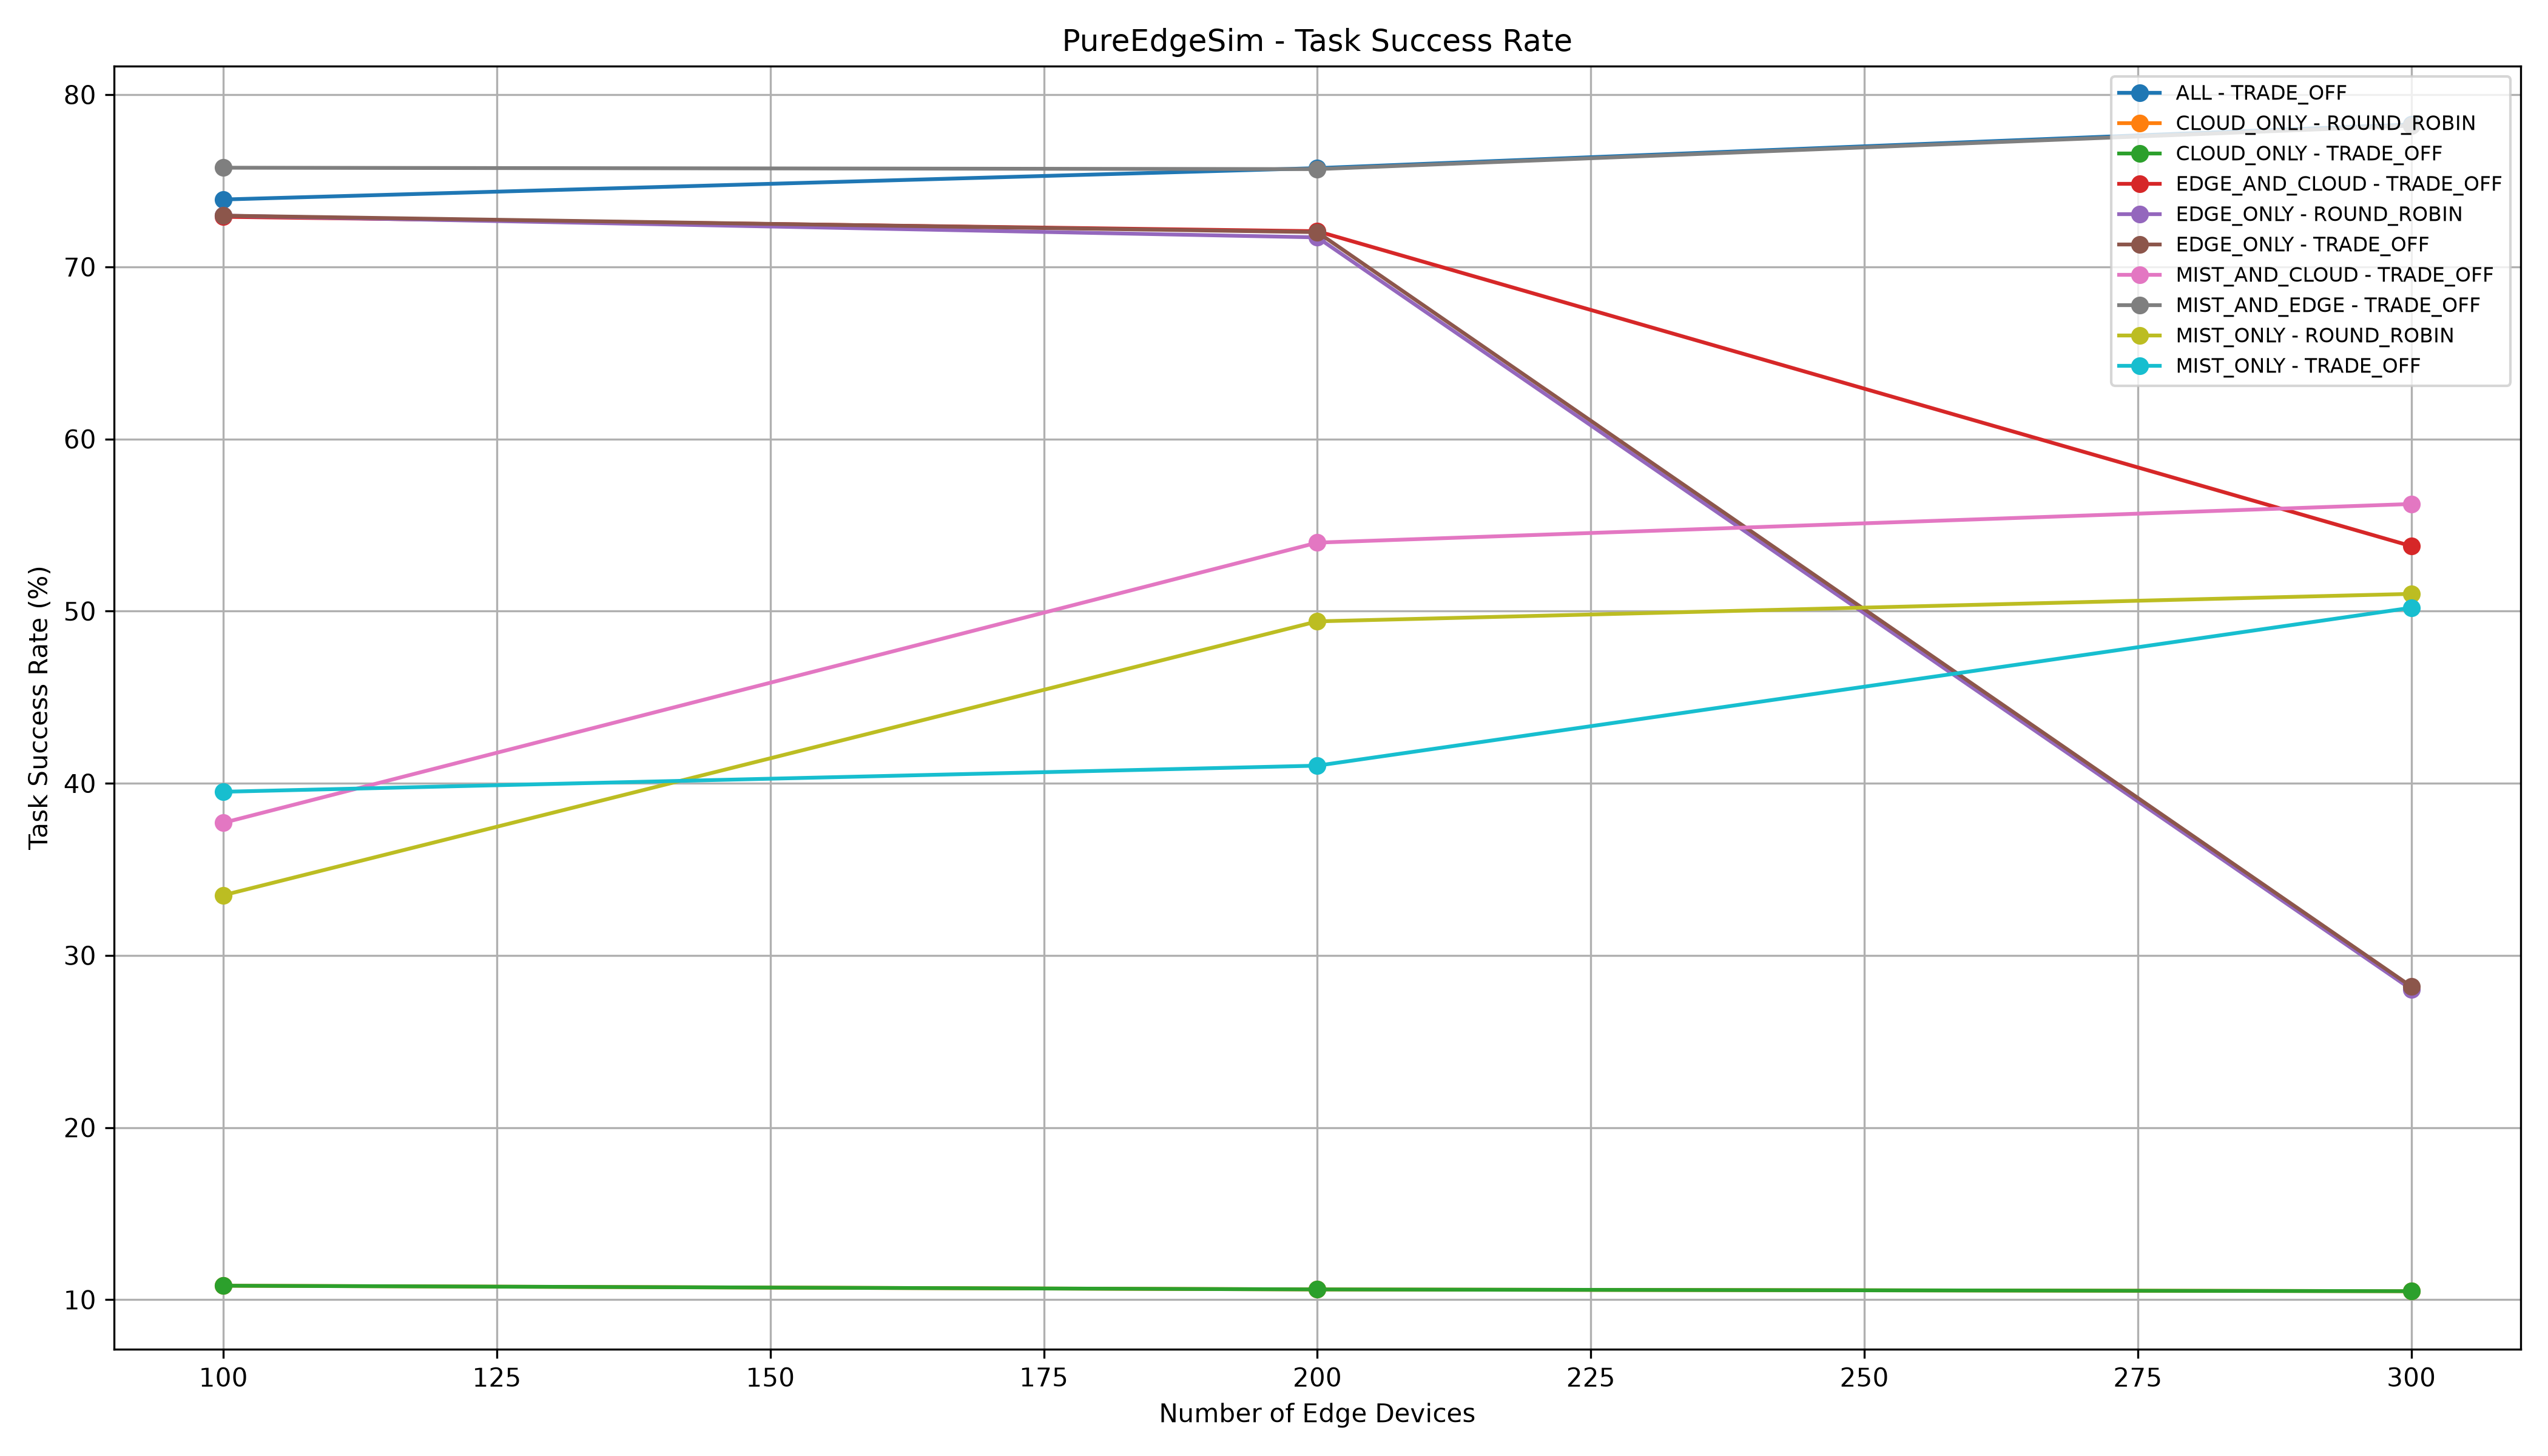 PureEdgeSim - Task Success Rate
ALL - TRADE_OFF
CLOUD_ONLY - ROUND_ROBIN
CLOUD_ONLY - TRADE_OFF
EDGE_AND_CLOUD - TRADE_OFF
EDGE_ONLY - ROUND_ROBIN
EDGE_ONLY - TRADE_OFF
MIST_AND_CLOUD - TRADE_OFF
MIST_AND_EDGE - TRADE_OFF
MIST_ONLY - ROUND_ROBIN
MIST_ONLY - TRADE_OFF
Task Success Rate (%)
80
70
60
50
40
30
20
10
100 125 150 175 200 225 250 275 300
Number of Edge Devices